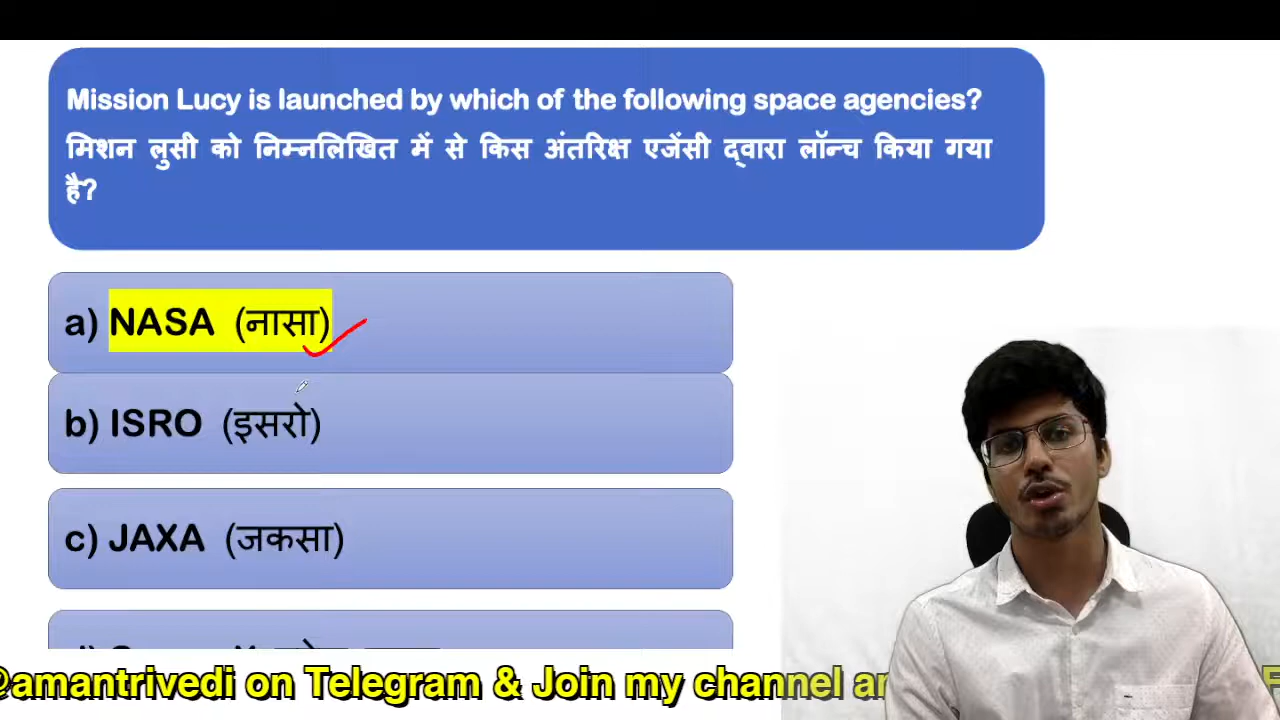 Mission Lucy is launched by which of the following space agencies?
मिशन लुसी को निम्नलिखित में से किस अंतरिक्ष एजेंसी द्वारा लॉन्च किया गया
है?
a) NASA (नासा)
b) ISRO (इसरो)
c) JAXA (जकसा)
@amantrivedi on Telegram & Join my channel